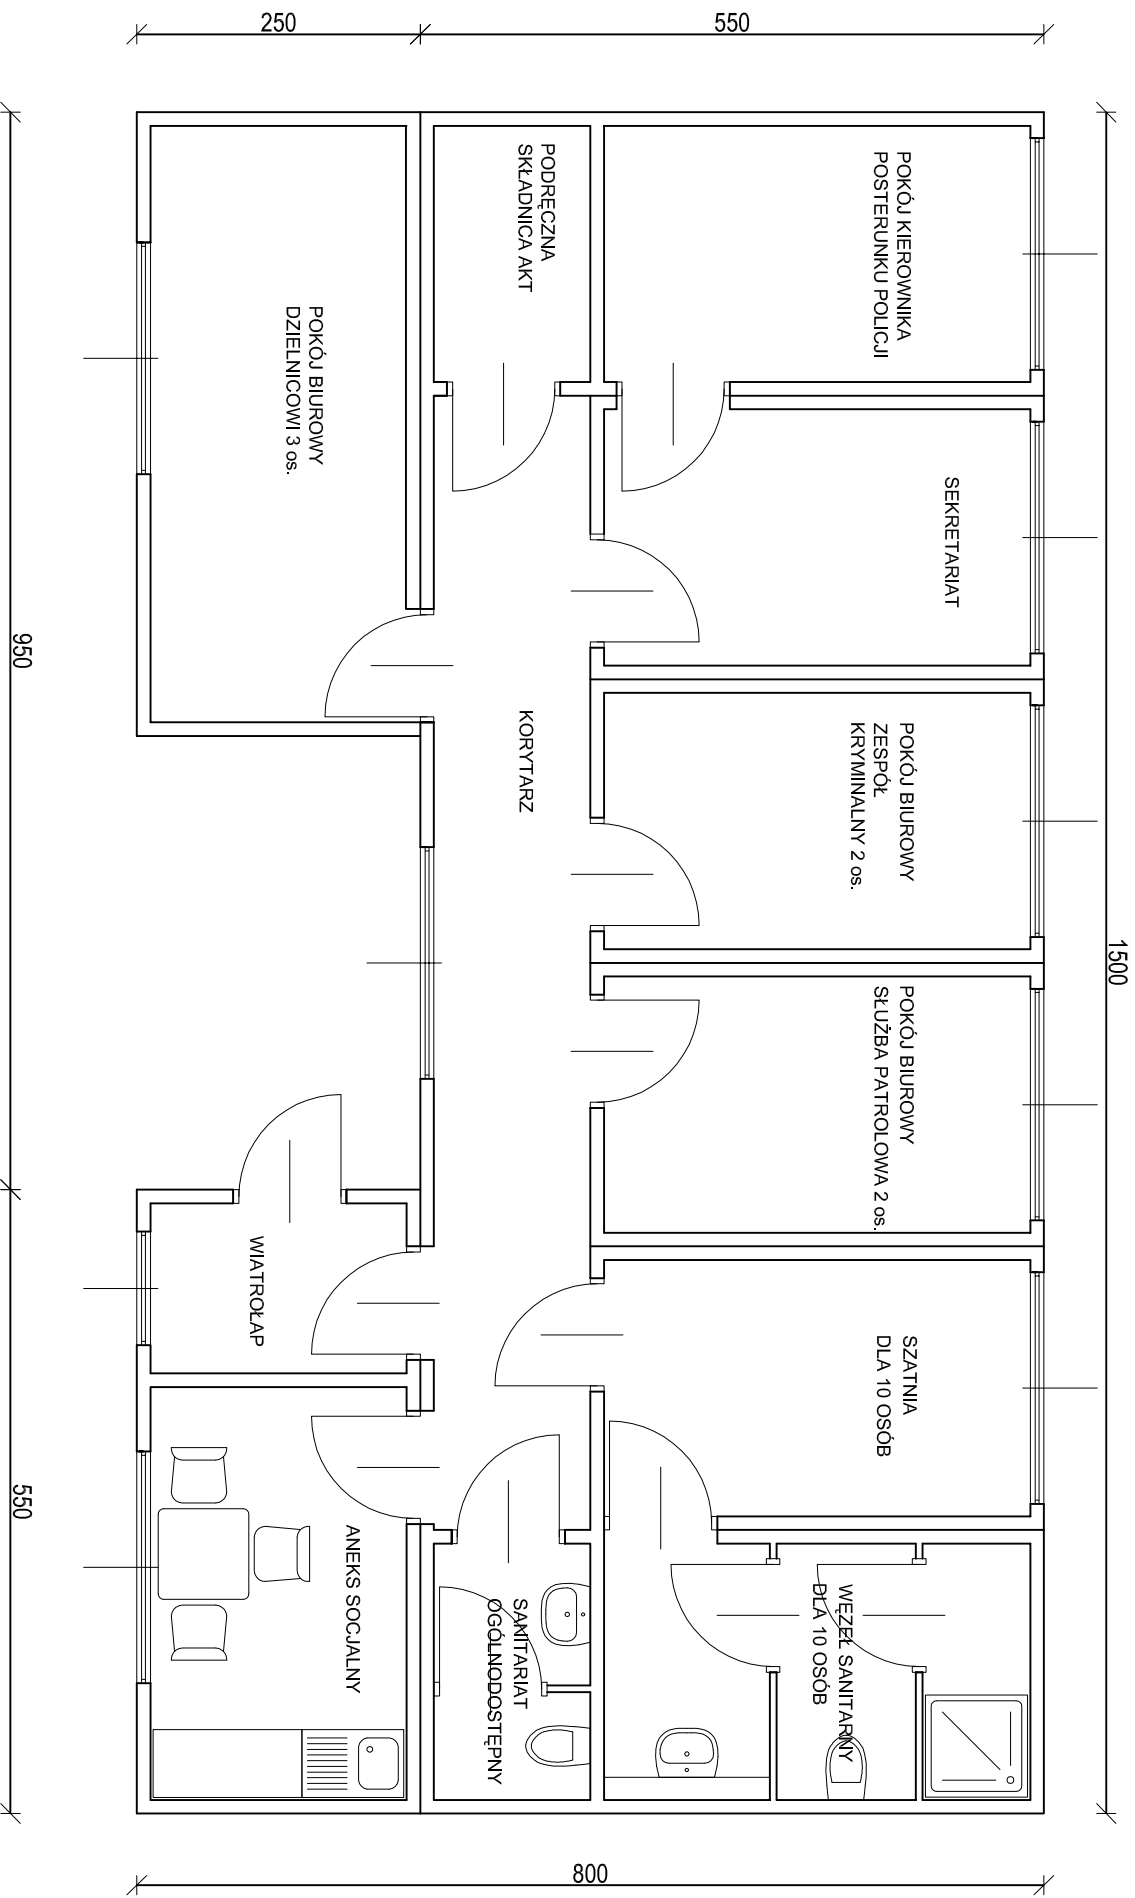 250
550
POKÓJ KIEROWNIKA
POSTERUNKU POLICJI
PODRĘCZNA
SKŁADNICA AKT
POKÓJ BIUROWY
DZIELNICOWI 3 os.
SEKRETARIAT
KORYTARZ
POKÓJ BIUROWY
ZESPÓŁ
KRYMINALNY 2 os.
POKÓJ BIUROWY
SŁUŻBA PATROLOWA 2 os.
950
1500
WIATROŁAP
SZATNIA
DLA 10 OSÓB
550
ANEKS SOCJALNY
SANITARIAT
OGÓLNODOSTĘPNY
WĘZEŁ SANITARNY
DLA 10 OSÓB
800